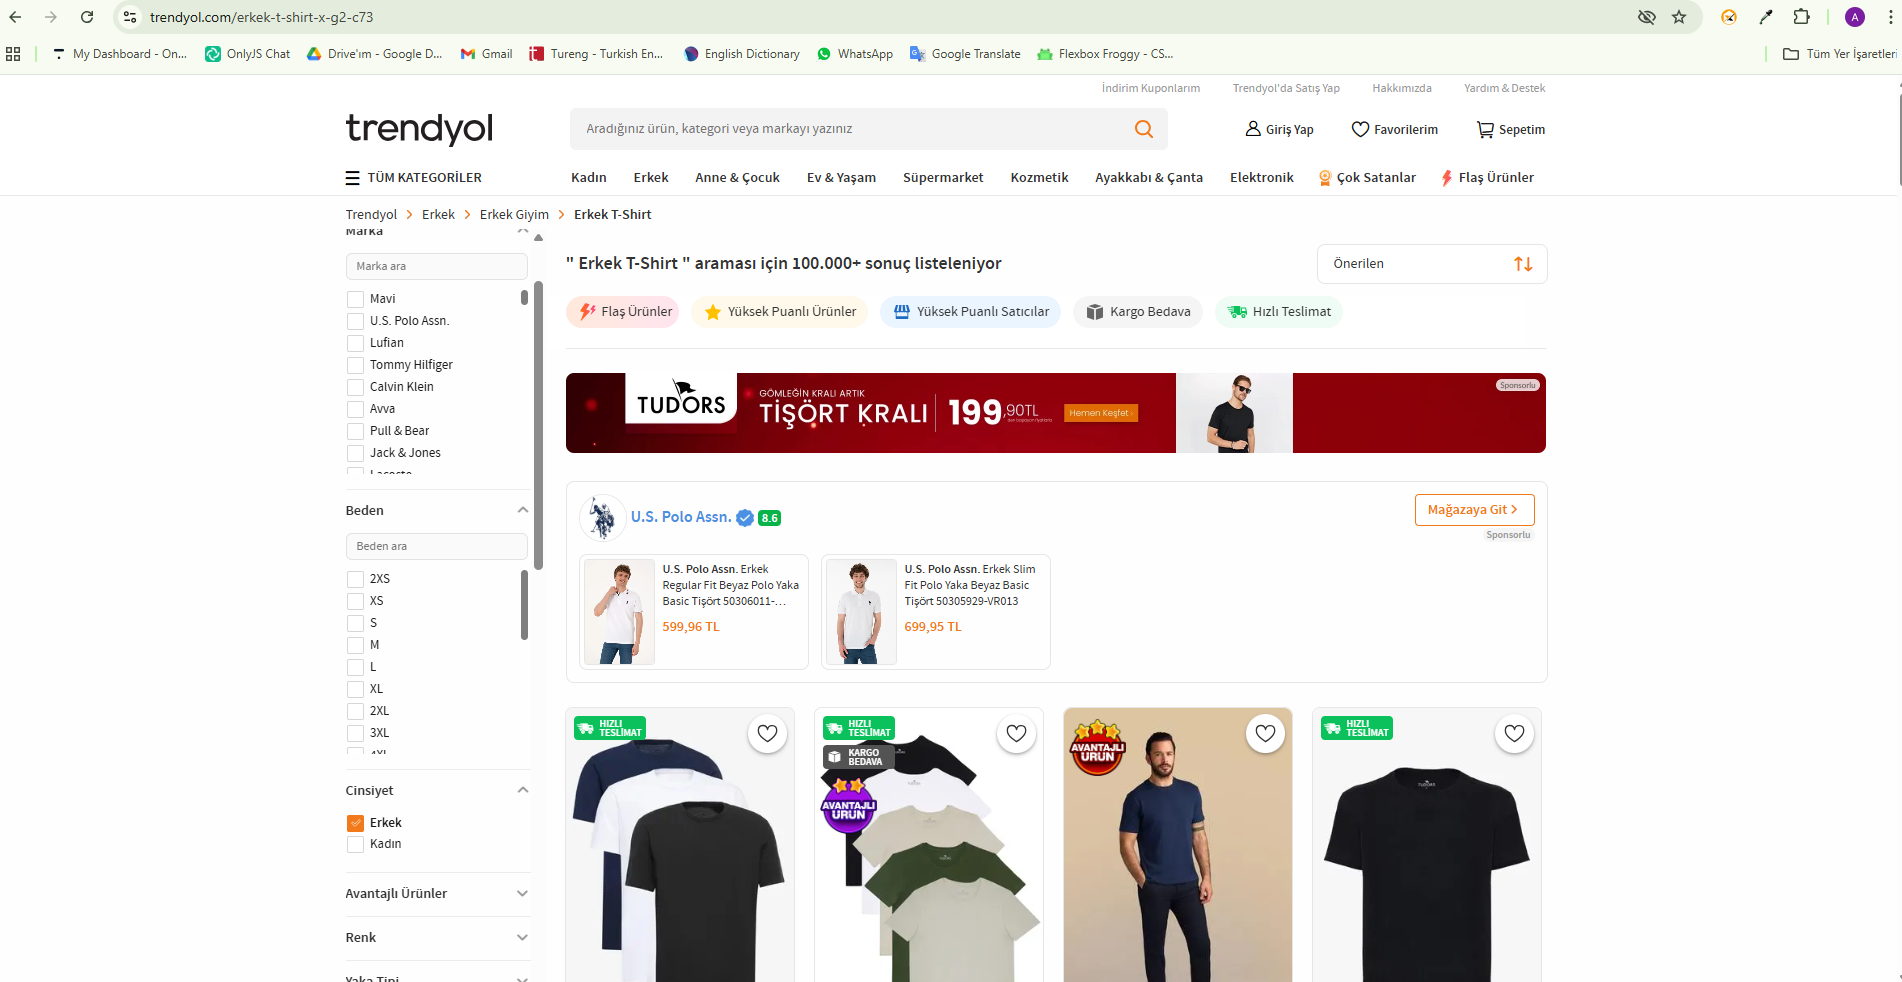 trendyol.com/erkek-t-shirt-x-g2-c73
A
My Dashboard - On...
OnlyJS Chat
Drive'ım - Google D...
Gmail
Tureng - Turkish En...
English Dictionary
WhatsApp
Google Translate
Flexbox Froggy - CS...
Tüm Yer İşaretleri
İndirim Kuponlarım
Trendyol'da Satış Yap
Hakkımızda
Yardım & Destek
trendyol
Aradığınız ürün, kategori veya markayı yazınız
Giriş Yap
Favorilerim
Sepetim
TÜM KATEGORİLER
Kadın
Erkek
Anne & Çocuk
Ev & Yaşam
Süpermarket
Kozmetik
Ayakkabı & Çanta
Elektronik
Çok Satanlar
Flaş Ürünler
Trendyol > Erkek > Erkek Giyim > Erkek T-Shirt
Marka
Marka ara
Mavi
U.S. Polo Assn.
Lufian
Tommy Hilfiger
Calvin Klein
Avva
Pull & Bear
Jack & Jones
Lacoste
Beden
Beden ara
2XS
XS
S
M
L
XL
2XL
3XL
4XL
Cinsiyet
Erkek
Kadın
Avantajlı Ürünler
Renk
Yaka Tipi
" Erkek T-Shirt " araması için 100.000+ sonuç listeleniyor
Önerilen
Flaş Ürünler
Yüksek Puanlı Ürünler
Yüksek Puanlı Satıcılar
Kargo Bedava
Hızlı Teslimat
TUDORS
GÖMLEĞİN KRALI ARTIK
TİŞÖRT KRALI
199,90TL
Hemen Keşfet ›
Sponsorlu
U.S. Polo Assn.
8.6
Mağazaya Git >
Sponsorlu
U.S. Polo Assn. Erkek
Regular Fit Beyaz Polo Yaka
Basic Tişört 50306011-...
599,96 TL
U.S. Polo Assn. Erkek Slim
Fit Polo Yaka Beyaz Basic
Tişört 50305929-VR013
699,95 TL
HIZLI
TESLİMAT
HIZLI
TESLİMAT
KARGO
BEDAVA
AVANTAJLI
ÜRÜN
AVANTAJLI
ÜRÜN
HIZLI
TESLİMAT
TUDORS